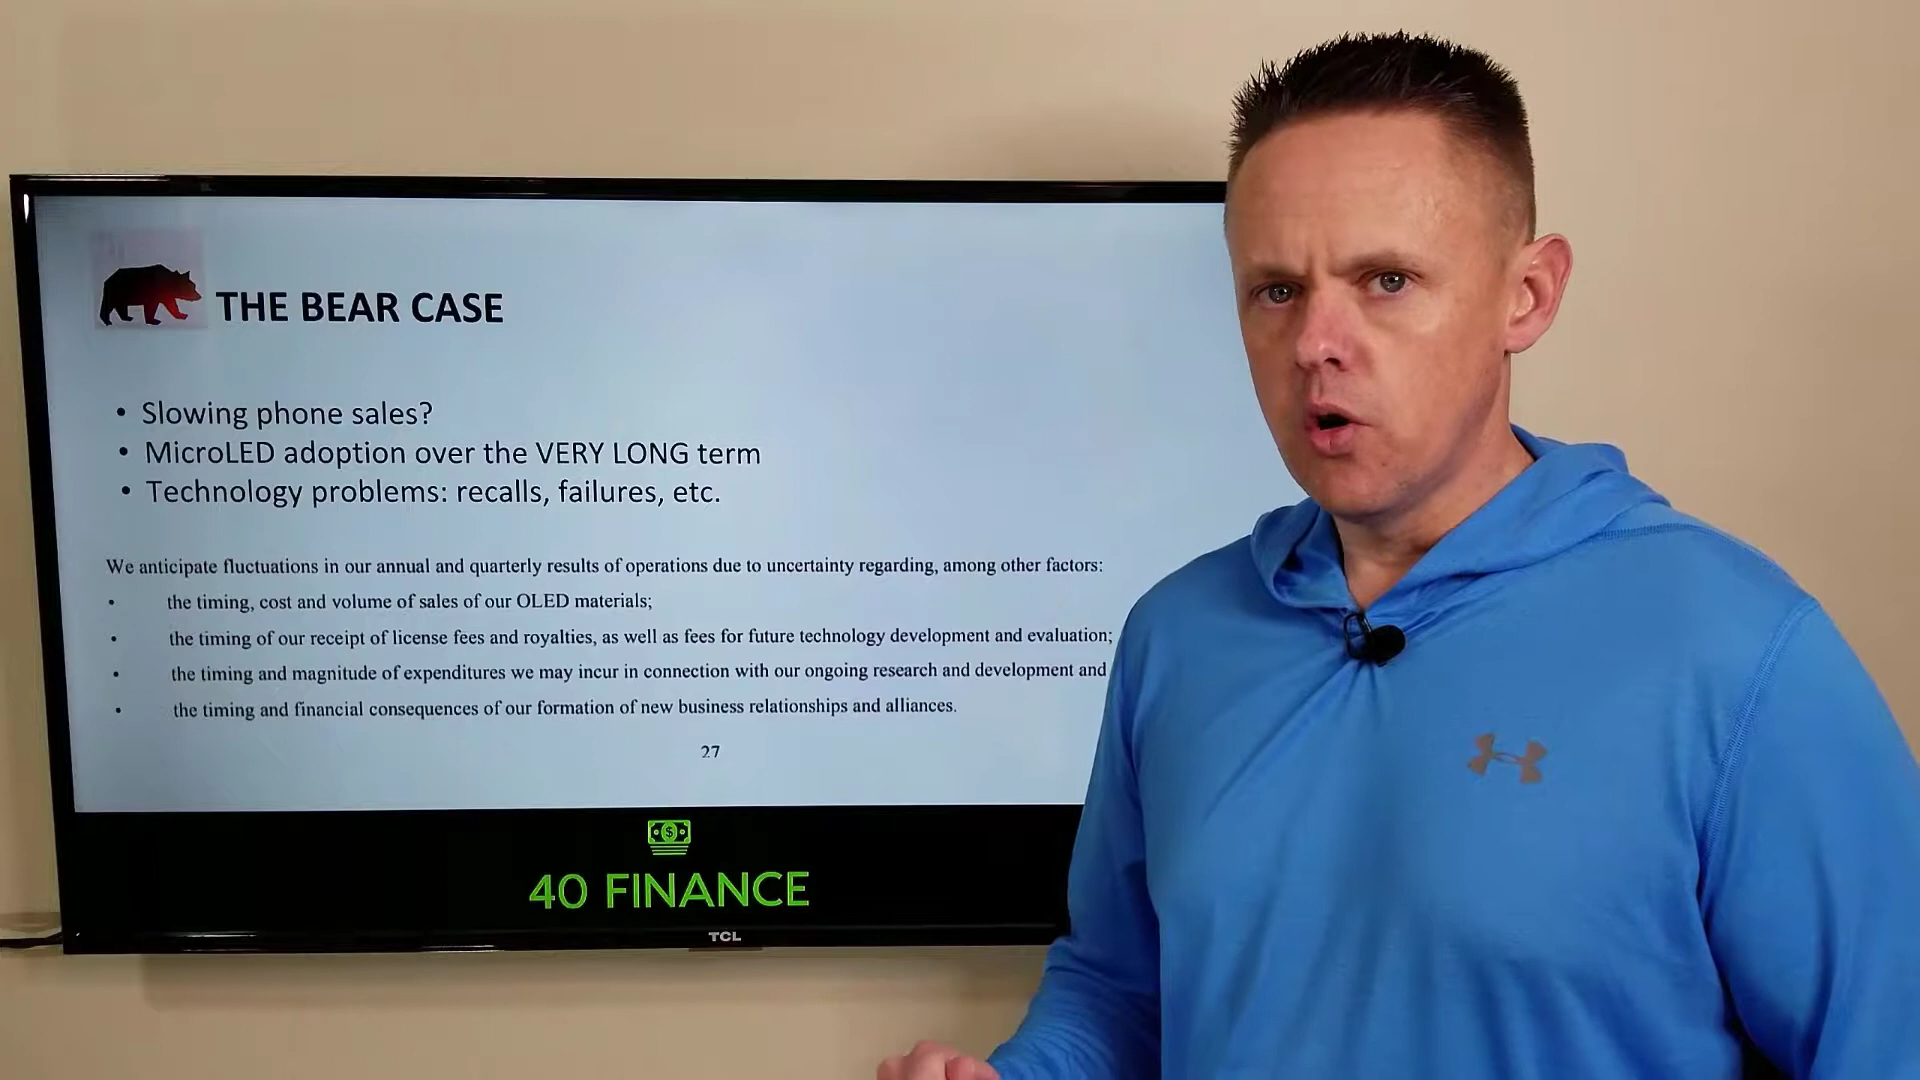 THE BEAR CASE
• Slowing phone sales?
• MicroLED adoption over the VERY LONG term
• Technology problems: recalls, failures, etc.
We anticipate fluctuations in our annual and quarterly results of operations due to uncertainty regarding, among other factors:
• the timing, cost and volume of sales of our OLED materials;
• the timing of our receipt of license fees and royalties, as well as fees for future technology development and evaluation;
• the timing and magnitude of expenditures we may incur in connection with our ongoing research and development and
• the timing and financial consequences of our formation of new business relationships and alliances.
27
$
40 FINANCE
TCL